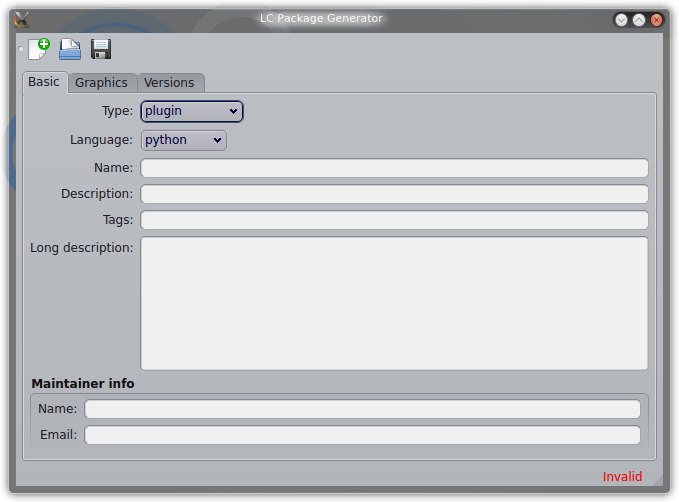 LC Package Generator
Basic Graphics Versions
Type: plugin
Language: python
Name:
Description:
Tags:
Long description:
Maintainer info
Name:
Email:
Invalid